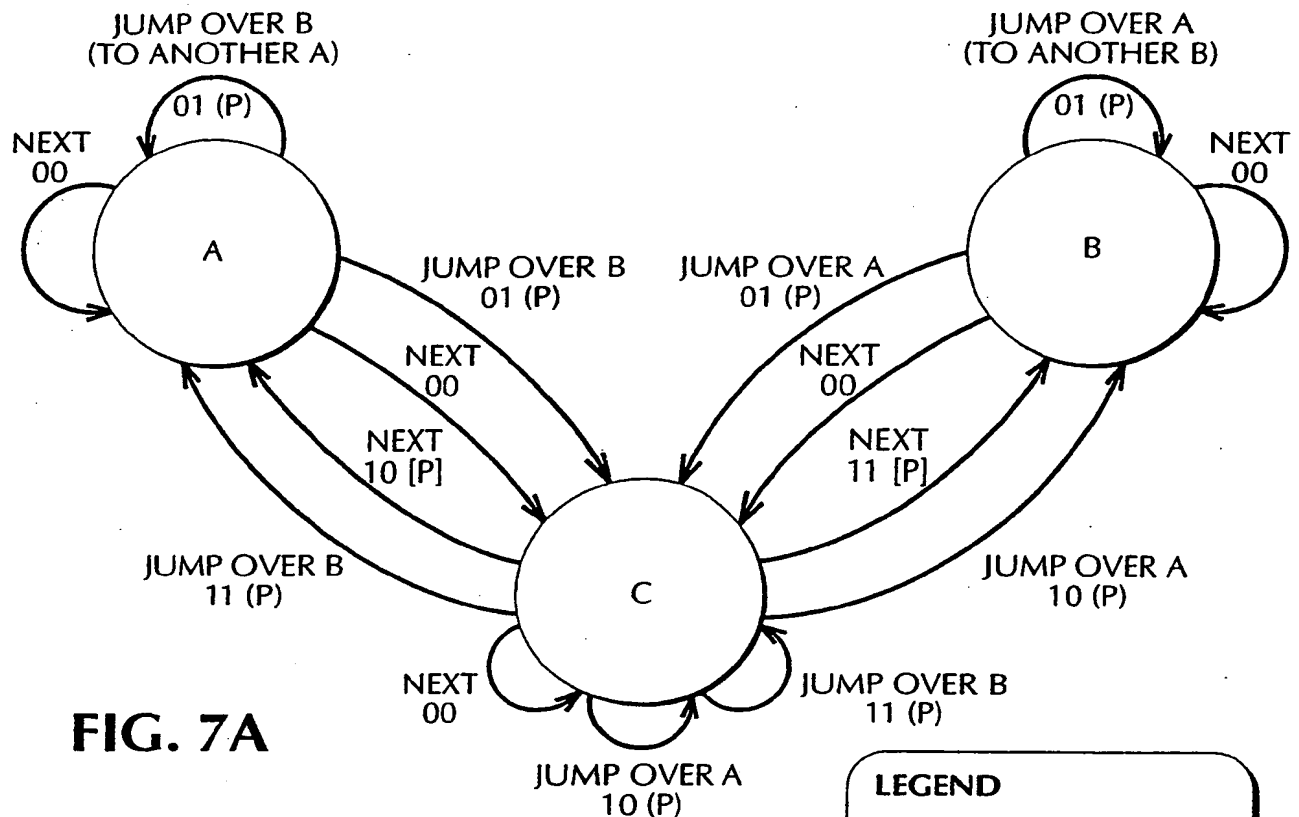 JUMP OVER B
(TO ANOTHER A)
01 (P)
NEXT
00
A
JUMP OVER A
(TO ANOTHER B)
01 (P)
NEXT
00
B
JUMP OVER B
01 (P)
JUMP OVER A
01 (P)
NEXT
00
NEXT
00
NEXT
10 [P]
NEXT
11 [P]
JUMP OVER B
11 (P)
C
JUMP OVER A
10 (P)
NEXT
00
JUMP OVER B
11 (P)
JUMP OVER A
10 (P)
FIG. 7A
LEGEND